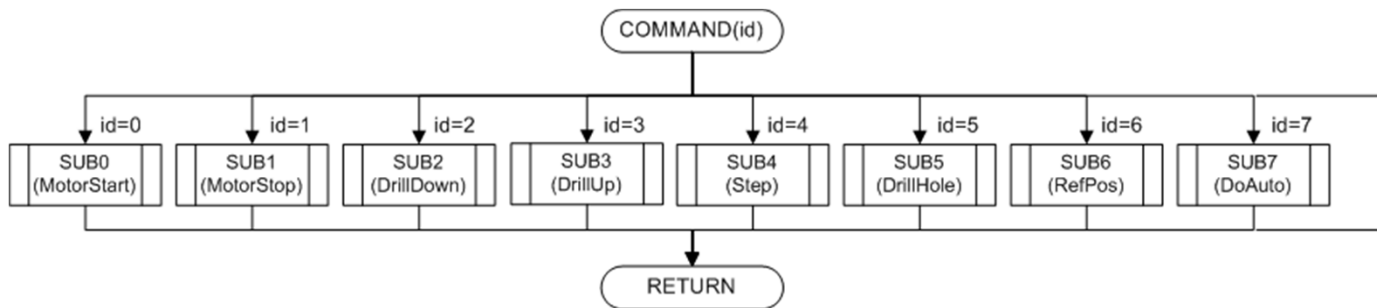 COMMAND(id)
id=0
id=1
id=2
id=3
id=4
id=5
id=6
id=7
SUB0
(MotorStart)
SUB1
(MotorStop)
SUB2
(DrillDown)
SUB3
(DrillUp)
SUB4
(Step)
SUB5
(DrillHole)
SUB6
(RefPos)
SUB7
(DoAuto)
RETURN